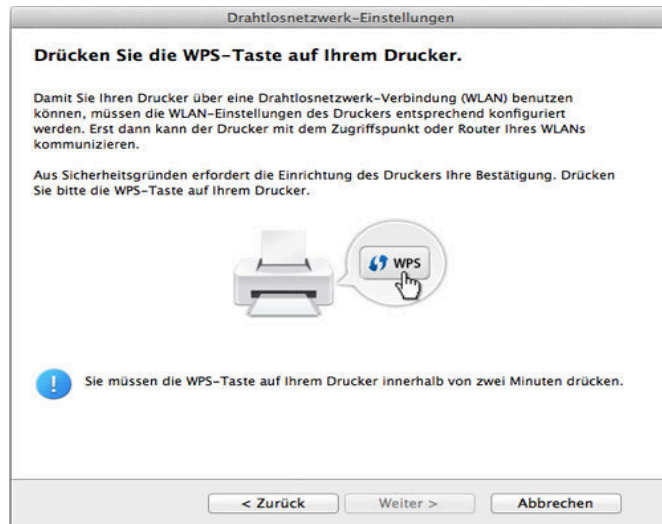 Drahtlosnetzwerk-Einstellungen
Drücken Sie die WPS-Taste auf Ihrem Drucker.
Damit Sie Ihren Drucker über eine Drahtlosnetzwerk-Verbindung (WLAN) benutzen
können, müssen die WLAN-Einstellungen des Druckers entsprechend konfiguriert
werden. Erst dann kann der Drucker mit dem Zugriffspunkt oder Router Ihres WLANs
kommunizieren.
Aus Sicherheitsgründen erfordert die Einrichtung des Druckers Ihre Bestätigung. Drücken
Sie bitte die WPS-Taste auf Ihrem Drucker.
WPS
Sie müssen die WPS-Taste auf Ihrem Drucker innerhalb von zwei Minuten drücken.
< Zurück Weiter > Abbrechen